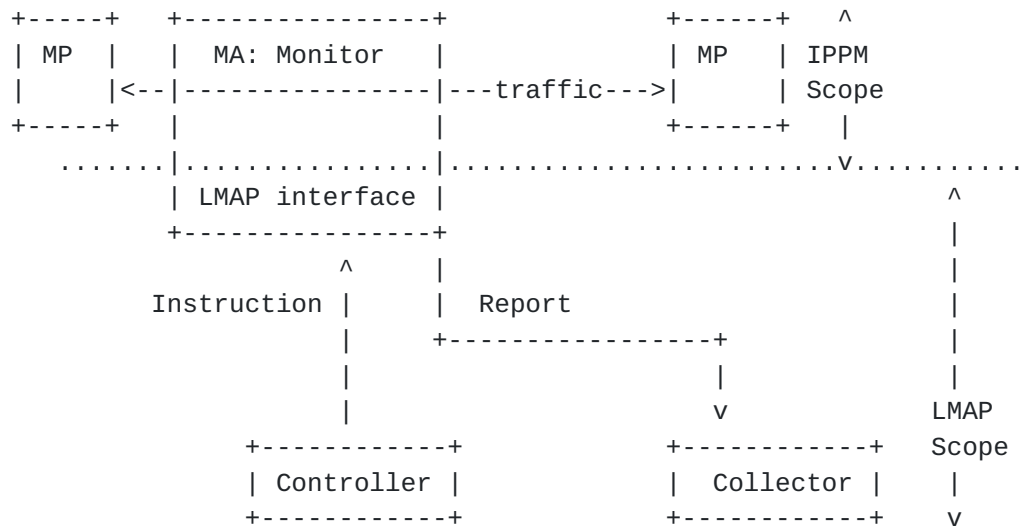 +-----+   +----------------+               +------+   ^
| MP  |   |  MA: Monitor   |               | MP   | IPPM
|     |<--|----------------|---traffic--->|      | Scope
+-----+   |                |               +------+   |
   .......|................|.........................v...........
          | LMAP interface |                                ^
          +----------------+                                |
                     ^     |                                |
         Instruction |     |  Report                        |
                     |     +-----------------+              |
                     |                       |              |
                     |                       v             LMAP
               +------------+            +------------+    Scope
               | Controller |            |  Collector |     |
               +------------+            +------------+     v